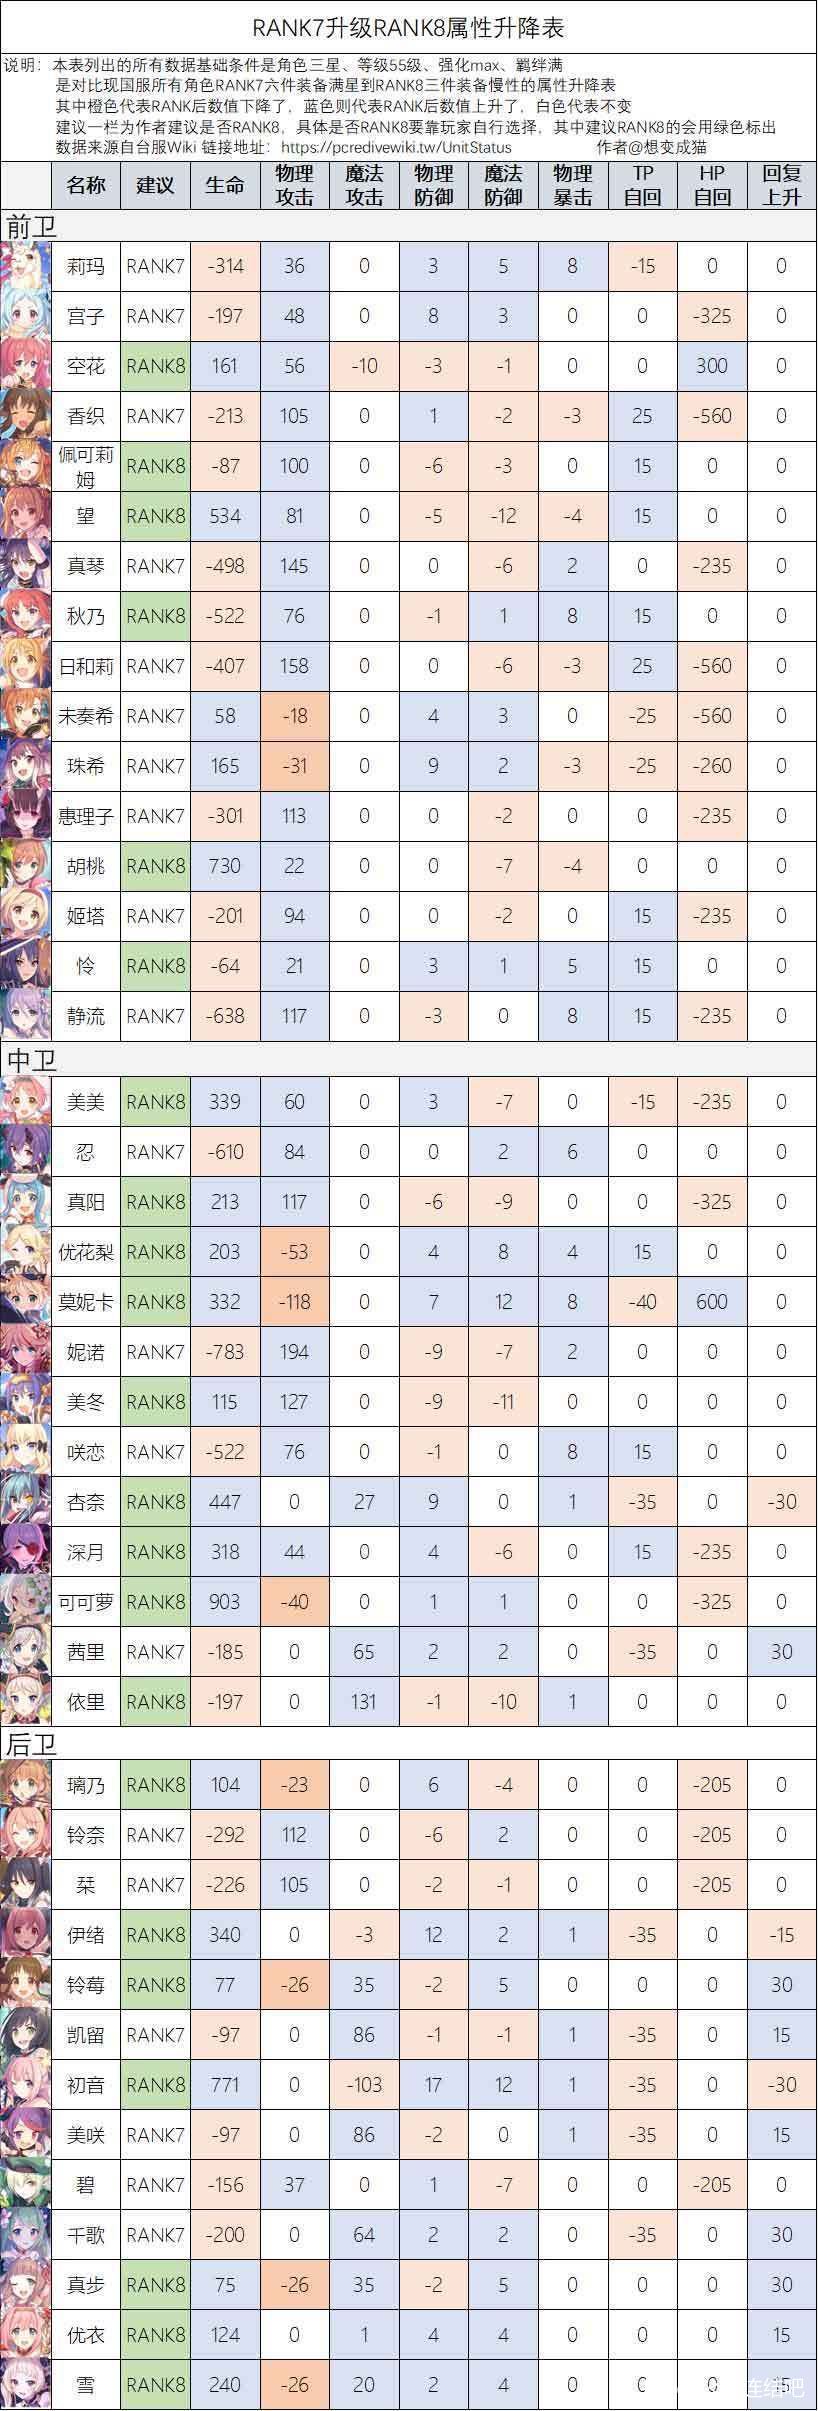 RANK7升级RANK8属性升降表
说明：本表列出的所有数据基础条件是角色三星、等级55级、强化max、羁绊满
是对比现国服所有角色RANK7六件装备满星到RANK8三件装备慢性的属性升降表
其中橙色代表RANK后数值下降了，蓝色则代表RANK后数值上升了，白色代表不变
建议一栏为作者建议是否RANK8，具体是否RANK8要靠玩家自行选择，其中建议RANK8的会用绿色标出
数据来源自台服Wiki 链接地址：https://pcredivewiki.tw/UnitStatus 作者@想变成猫
名称 建议 生命 物理攻击 魔法攻击 物理防御 魔法防御 物理暴击 TP自回 HP自回 回复上升
前卫
莉玛 RANK7 -314 36 0 3 5 8 -15 0 0
宫子 RANK7 -197 48 0 8 3 0 0 -325 0
空花 RANK8 161 56 -10 -3 -1 0 0 300 0
香织 RANK7 -213 105 0 1 -2 -3 25 -560 0
佩可莉姆 RANK8 -87 100 0 -6 -3 0 15 0 0
望 RANK8 534 81 0 -5 -12 -4 15 0 0
真琴 RANK7 -498 145 0 0 -6 2 0 -235 0
秋乃 RANK8 -522 76 0 -1 1 8 15 0 0
日和莉 RANK7 -407 158 0 0 -6 -3 25 -560 0
未奏希 RANK7 58 -18 0 4 3 0 -25 -560 0
珠希 RANK7 165 -31 0 9 2 -3 -25 -260 0
惠理子 RANK7 -301 113 0 0 -2 0 0 -235 0
胡桃 RANK8 730 22 0 0 -7 -4 0 0 0
姬塔 RANK7 -201 94 0 0 -2 0 15 -235 0
怜 RANK8 -64 21 0 3 1 5 15 0 0
静流 RANK7 -638 117 0 -3 0 8 15 -235 0
中卫
美美 RANK8 339 60 0 3 -7 0 -15 -235 0
忍 RANK7 -610 84 0 0 2 6 0 0 0
真阳 RANK8 213 117 0 -6 -9 0 0 -325 0
优花梨 RANK8 203 -53 0 4 8 4 15 0 0
莫妮卡 RANK8 332 -118 0 7 12 8 -40 600 0
妮诺 RANK7 -783 194 0 -9 -7 2 0 0 0
美冬 RANK8 115 127 0 -9 -11 0 0 0 0
咲恋 RANK7 -522 76 0 -1 0 8 15 0 0
杏奈 RANK8 447 0 27 9 0 1 -35 0 -30
深月 RANK8 318 44 0 4 -6 0 15 -235 0
可可萝 RANK8 903 -40 0 1 1 0 0 -325 0
茜里 RANK7 -185 0 65 2 2 0 -35 0 30
依里 RANK8 -197 0 131 -1 -10 1 0 0 0
后卫
璃乃 RANK8 104 -23 0 6 -4 0 0 -205 0
铃奈 RANK7 -292 112 0 -6 2 0 0 -205 0
栞 RANK7 -226 105 0 -2 -1 0 0 -205 0
伊绪 RANK8 340 0 -3 12 2 1 -35 0 -15
铃莓 RANK8 77 -26 35 -2 5 0 0 0 30
凯留 RANK7 -97 0 86 -1 -1 1 -35 0 15
初音 RANK8 771 0 -103 17 12 1 -35 0 -30
美咲 RANK7 -97 0 86 -2 0 1 -35 0 15
碧 RANK7 -156 37 0 1 -7 0 0 -205 0
千歌 RANK7 -200 0 64 2 2 0 -35 0 30
真步 RANK8 75 -26 35 -2 5 0 0 0 30
优衣 RANK8 124 0 1 4 4 0 0 0 15
雪 RANK8 240 -26 20 2 4 0 0 0
连结吧